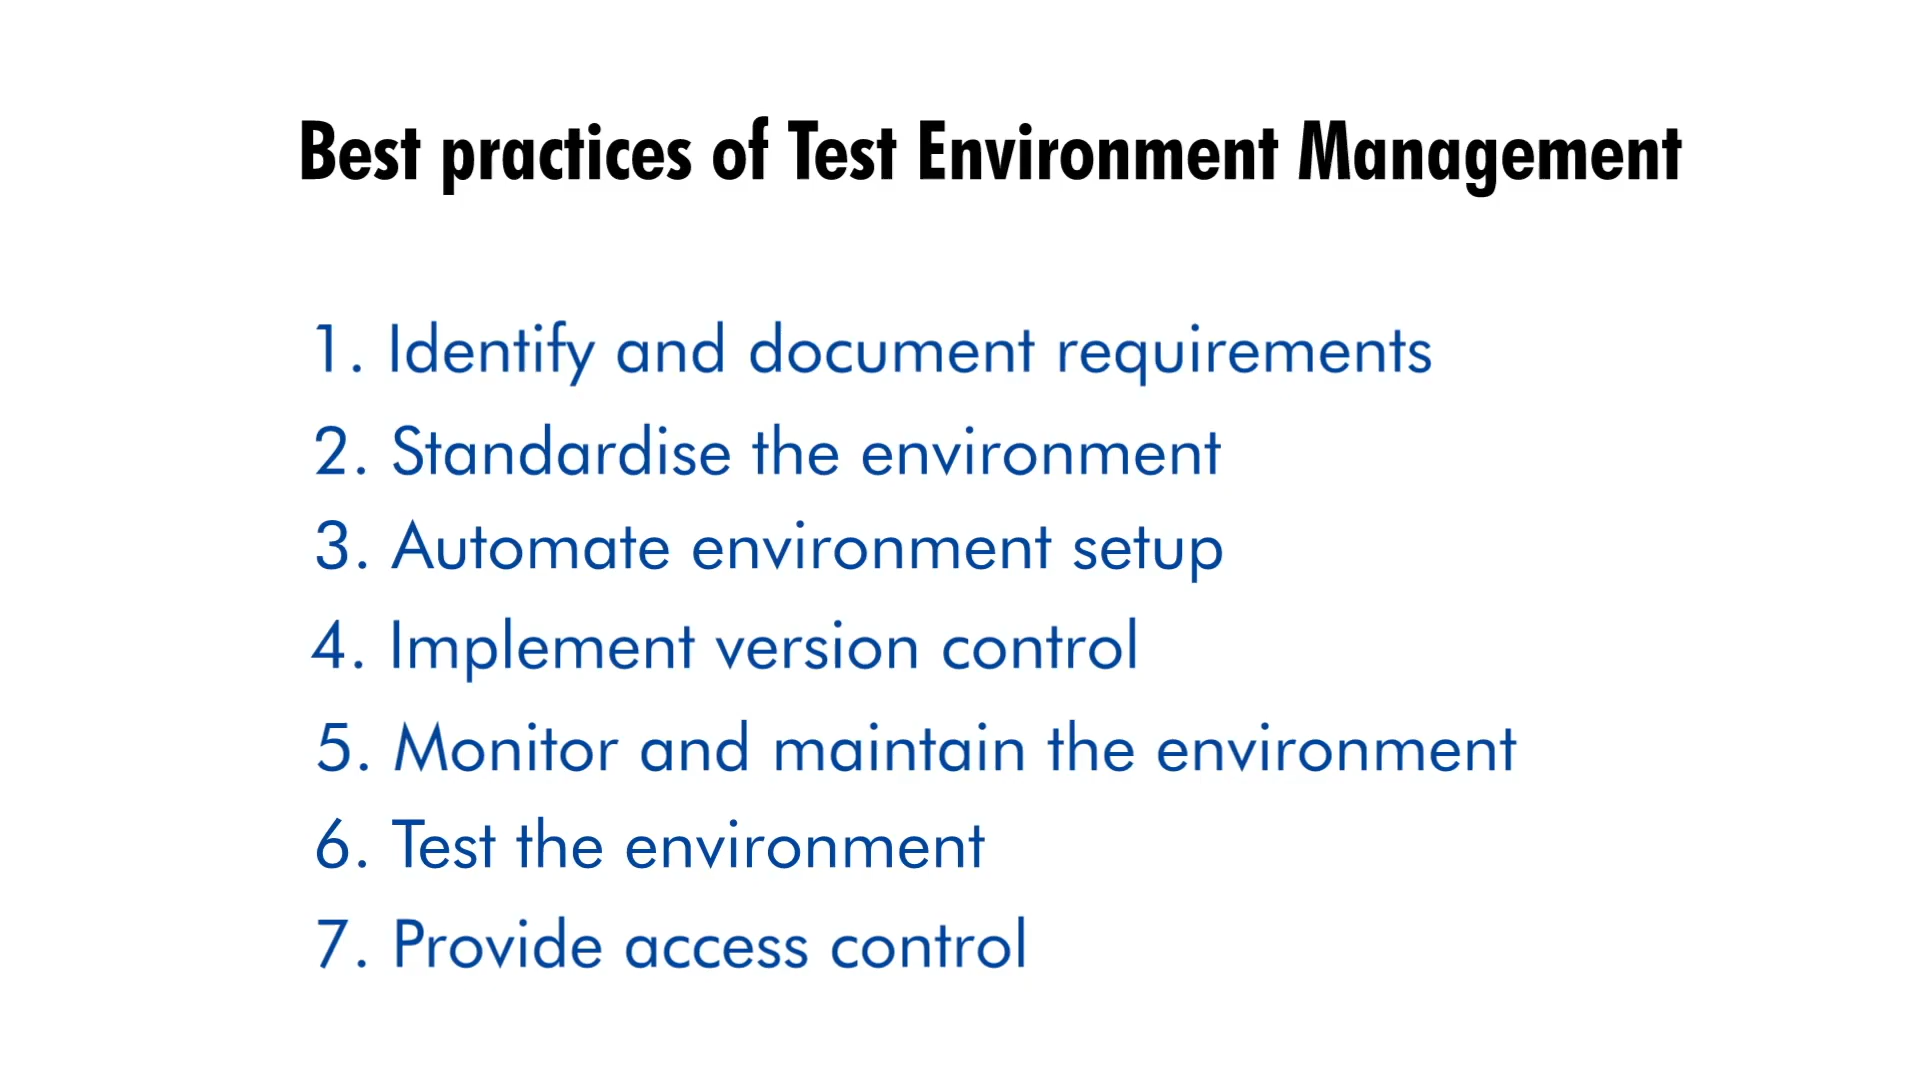 Best practices of Test Environment Management
1. Identify and document requirements
2. Standardise the environment
3. Automate environment setup
4. Implement version control
5. Monitor and maintain the environment
6. Test the environment
7. Provide access control